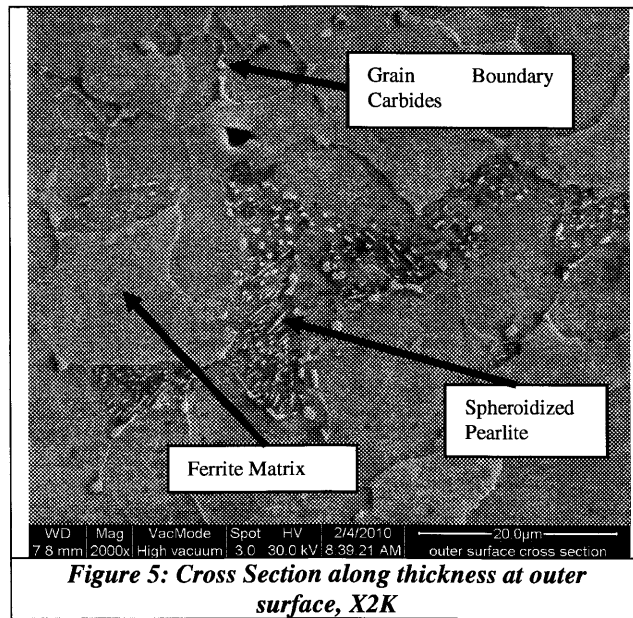 Grain Boundary
Carbides
Spheroidized
Pearlite
Ferrite Matrix
WD Mag VacMode Spot HV 2/4/2010 20.0µm
7.8 mm 2000x High vacuum 3.0 30.0 kV 8:39:21 AM outer surface cross section
Figure 5: Cross Section along thickness at outer
surface, X2K